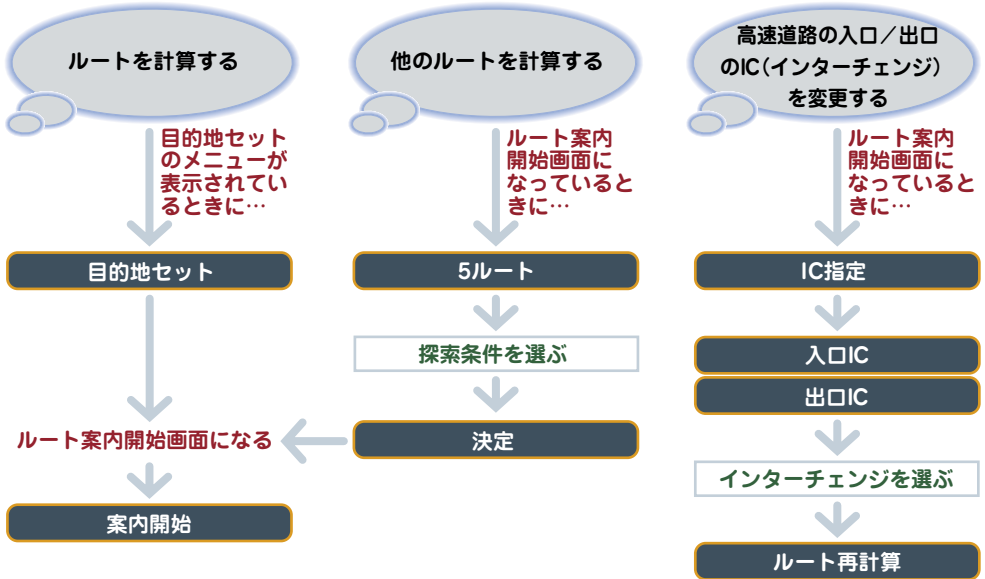 ルートを計算する
目的地セット
のメニューが
表示されてい
るときに…
目的地セット
ルート案内開始画面になる
案内開始
他のルートを計算する
ルート案内
開始画面に
なっていると
きに…
5ルート
探索条件を選ぶ
決定
高速道路の入口／出口
のIC（インターチェンジ）
を変更する
ルート案内
開始画面に
なっていると
きに…
IC指定
入口IC
出口IC
インターチェンジを選ぶ
ルート再計算